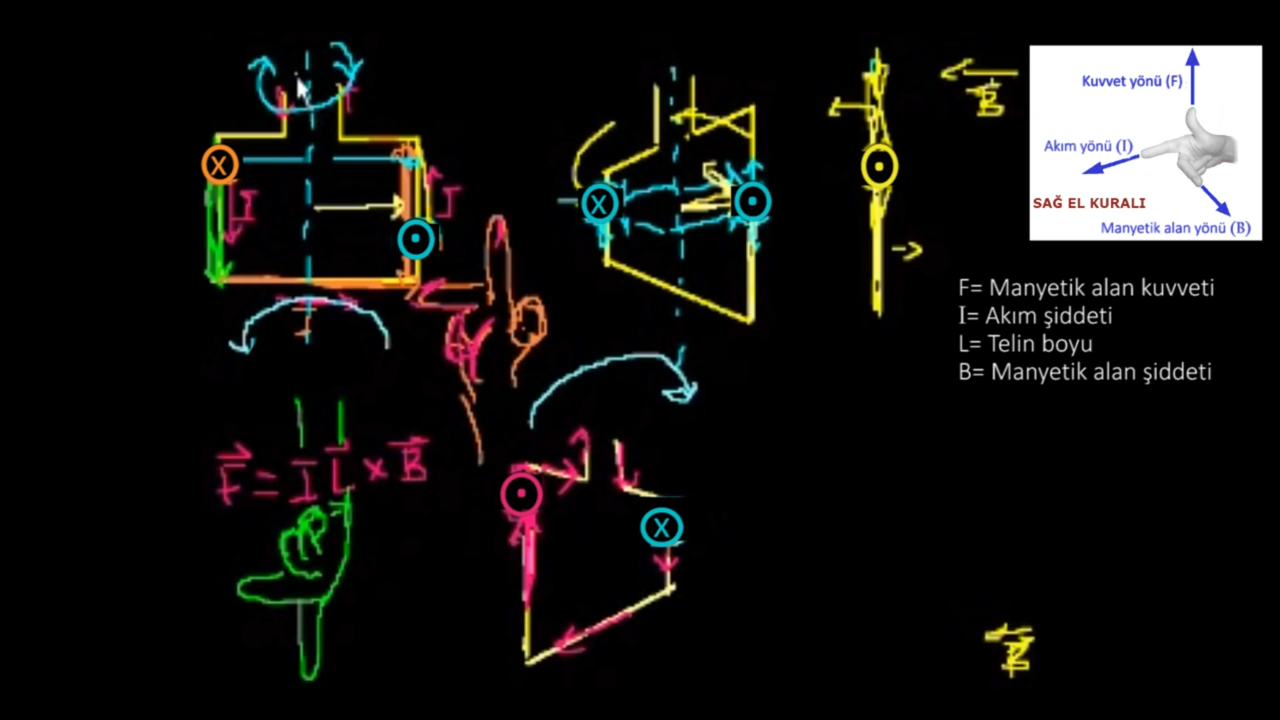 Kuvvet yönü (F)
Akım yönü (I)
SAĞ EL KURALI
Manyetik alan yönü (B)
F= Manyetik alan kuvveti
I= Akım şiddeti
L= Telin boyu
B= Manyetik alan şiddeti
B
X
I
I
X
F = I L × B
X
B